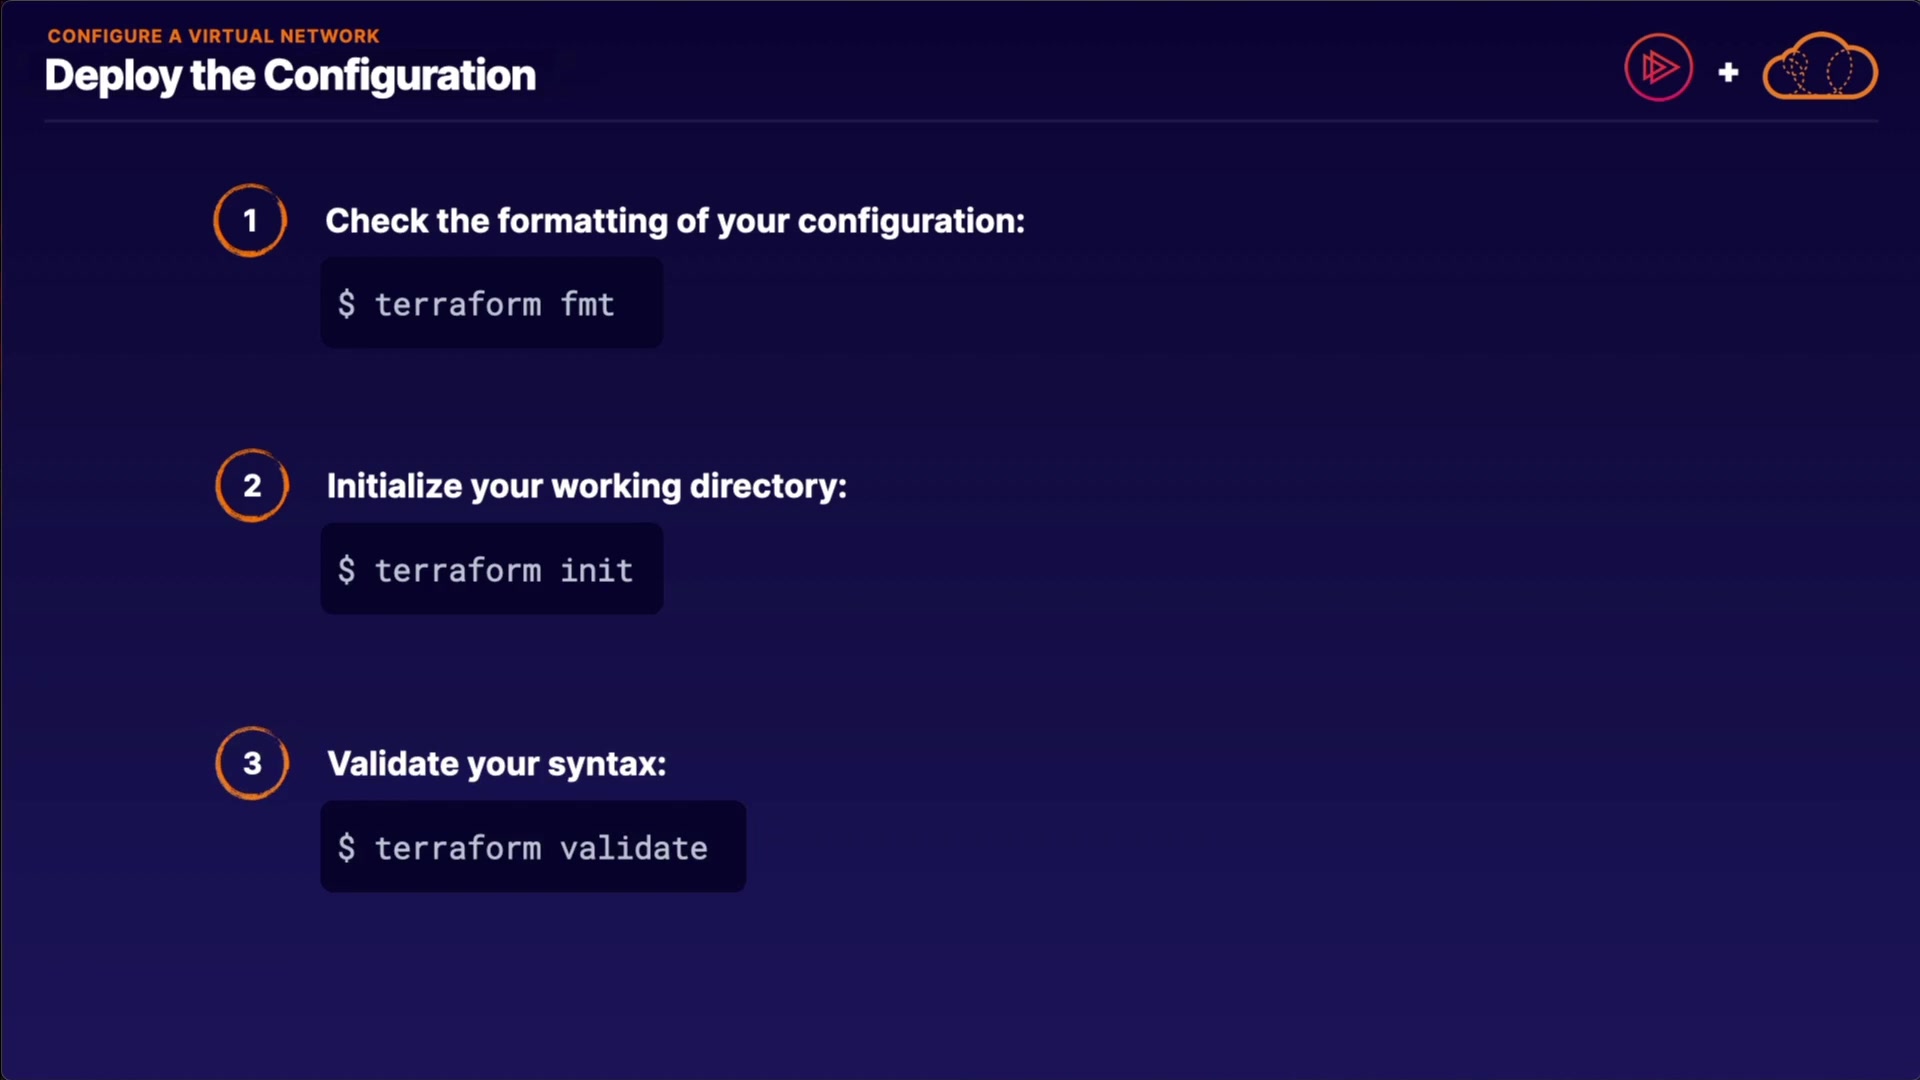 CONFIGURE A VIRTUAL NETWORK
Deploy the Configuration
+
1 Check the formatting of your configuration:
$ terraform fmt
2 Initialize your working directory:
$ terraform init
3 Validate your syntax:
$ terraform validate